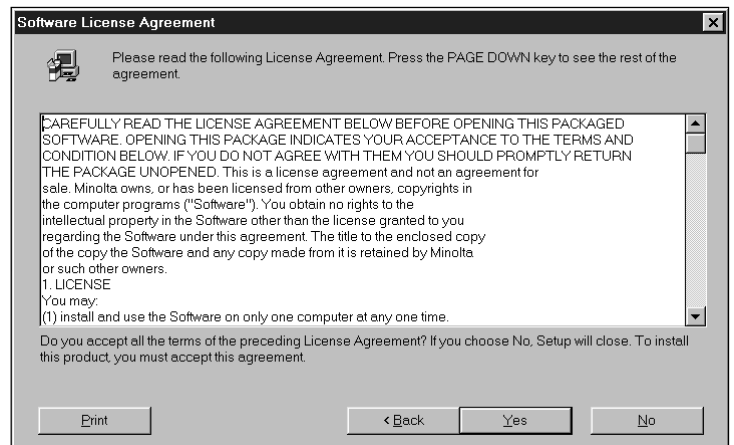 Software License Agreement
Please read the following License Agreement. Press the PAGE DOWN key to see the rest of the
agreement.
CAREFULLY READ THE LICENSE AGREEMENT BELOW BEFORE OPENING THIS PACKAGED
SOFTWARE. OPENING THIS PACKAGE INDICATES YOUR ACCEPTANCE TO THE TERMS AND
CONDITION BELOW. IF YOU DO NOT AGREE WITH THEM YOU SHOULD PROMPTLY RETURN
THE PACKAGE UNOPENED. This is a license agreement and not an agreement for
sale. Minolta owns, or has been licensed from other owners, copyrights in
the computer programs ("Software"). You obtain no rights to the
intellectual property in the Software other than the license granted to you
regarding the Software under this agreement. The title to the enclosed copy
of the copy the Software and any copy made from it is retained by Minolta
or such other owners.
1. LICENSE
You may:
(1) install and use the Software on only one computer at any one time.
Do you accept all the terms of the preceding License Agreement? If you choose No, Setup will close. To install
this product, you must accept this agreement.
Print
< Back
Yes
No